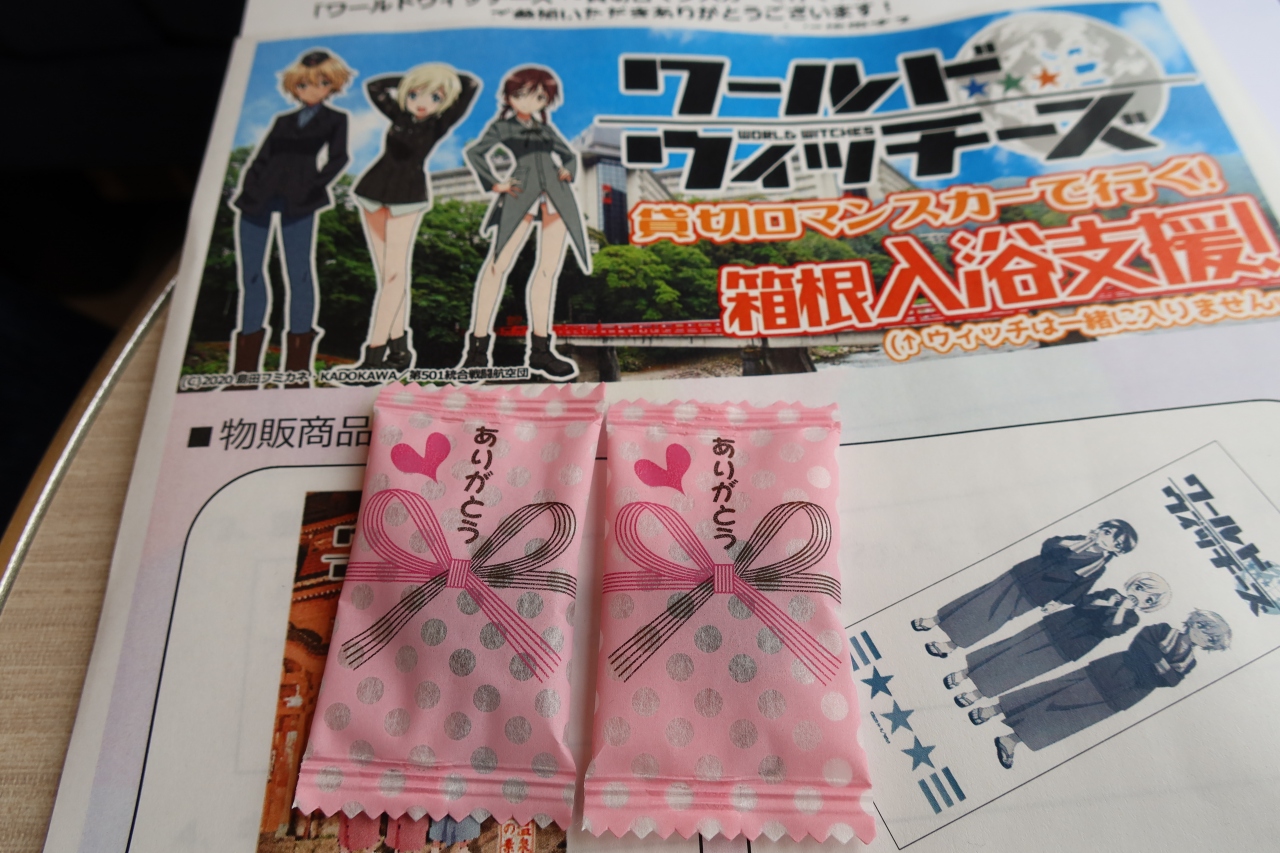 「ワールドウィッチーズ
ご参加いただきありがとうございます！
ワールド
WORLD WITCHES
ウィッチーズ
貸切ロマンスカーで行く！
箱根入浴支援！
(↑ウィッチは一緒に入りません
(C)2020 島田フミカネ・KADOKAWA／第501統合戦闘航空団
■物販商品
ありがとう
ありがとう
ワールド
ウィッチーズ